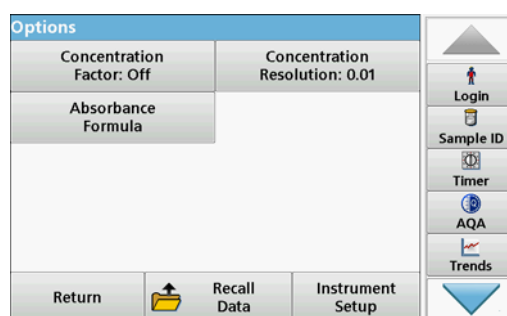 Options
Concentration
Factor: Off
Concentration
Resolution: 0.01
Absorbance
Formula
Login
Sample ID
Timer
AQA
Trends
Return
Recall
Data
Instrument
Setup